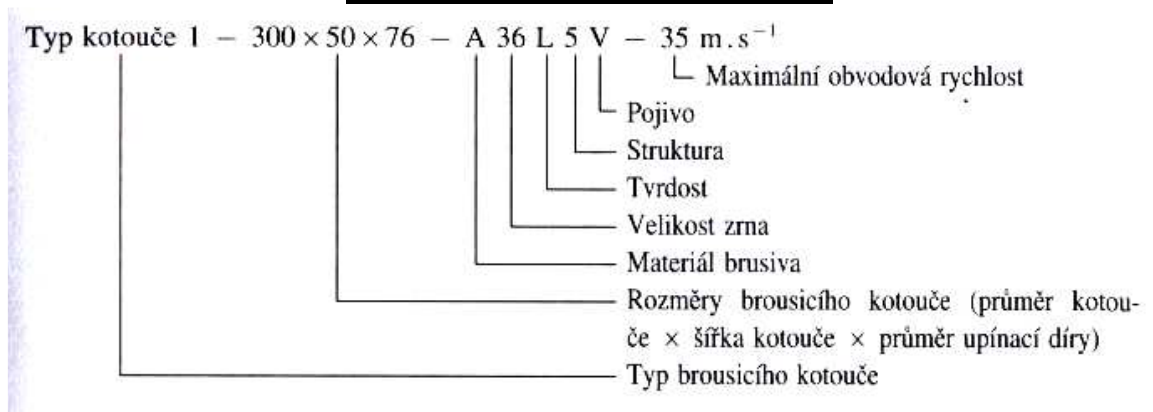 Typ kotouče 1 – 300 × 50 × 76 – A 36 L 5 V – 35 m.s⁻¹
Maximální obvodová rychlost
Pojivo
Struktura
Tvrdost
Velikost zrna
Materiál brusiva
Rozměry brousicího kotouče (průměr kotou-
če × šířka kotouče × průměr upínací díry)
Typ brousicího kotouče